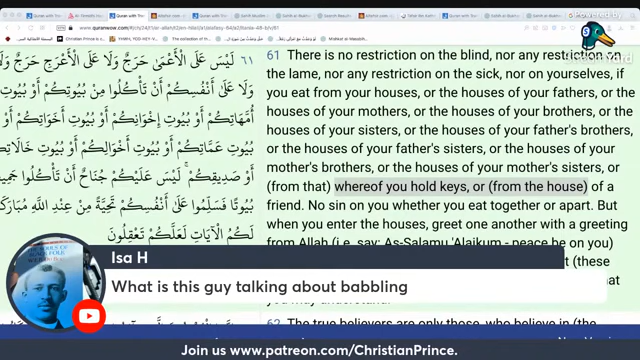 www.quranwow.com
٦١ لَيْسَ عَلَى الْأَعْمَىٰ حَرَجٌ وَلَا عَلَى الْأَعْرَجِ حَرَجٌ وَلَا
وَلَا عَلَىٰ أَنْفُسِكُمْ أَنْ تَأْكُلُوا مِنْ بُيُوتِكُمْ أَوْ بُيُوتِ
أُمَّهَاتِكُمْ أَوْ بُيُوتِ إِخْوَانِكُمْ أَوْ بُيُوتِ أَخَوَاتِكُمْ أَوْ
بُيُوتِ عَمَّاتِكُمْ أَوْ بُيُوتِ أَخْوَالِكُمْ أَوْ بُيُوتِ خَالَاتِكُمْ
أَوْ صَدِيقِكُمْ ۚ لَيْسَ عَلَيْكُمْ جُنَاحٌ أَنْ تَأْكُلُوا
بُيُوتًا فَسَلِّمُوا عَلَىٰ أَنْفُسِكُمْ تَحِيَّةً مِنْ عِنْدِ اللَّهِ
لَكُمُ الْآيَاتِ لَعَلَّكُمْ تَعْقِلُونَ
61 There is no restriction on the blind, nor any restriction on
the lame, nor any restriction on the sick, nor on yourselves, if
you eat from your houses, or the houses of your fathers, or the
houses of your mothers, or the houses of your brothers, or the
houses of your sisters, or the houses of your father's brothers,
or the houses of your father's sisters, or the houses of your
mother's brothers, or the houses of your mother's sisters, or
(from that) whereof you hold keys, or (from the house) of a
friend. No sin on you whether you eat together or apart. But
when you enter the houses, greet one another with a greeting
from Allah (i.e. say: As-Salamu 'Alaikum - peace be on you)
(these
that
62 The true believers are only those, who believe in (the
Isa H
What is this guy talking about babbling
Join us www.patreon.com/ChristianPrince.